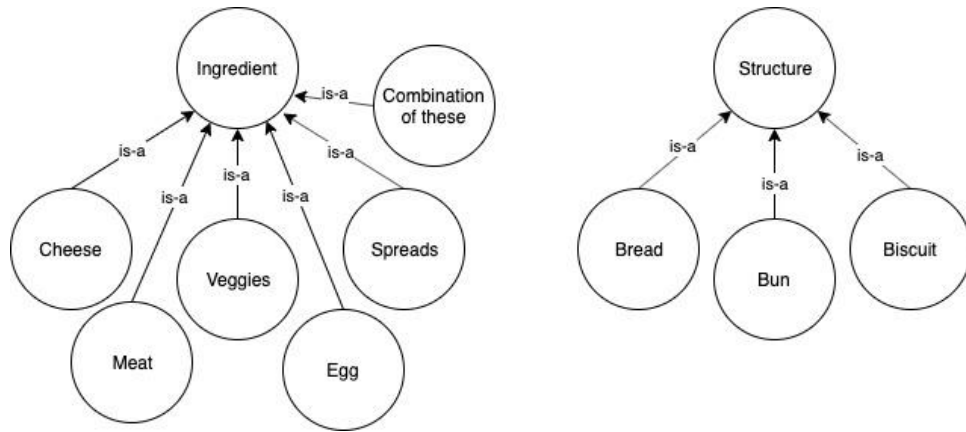 Ingredient
Structure
is-a
Combination
of these
is-a
is-a
is-a
is-a
is-a
is-a
is-a
is-a
Cheese
Veggies
Spreads
Bread
Bun
Biscuit
Meat
Egg